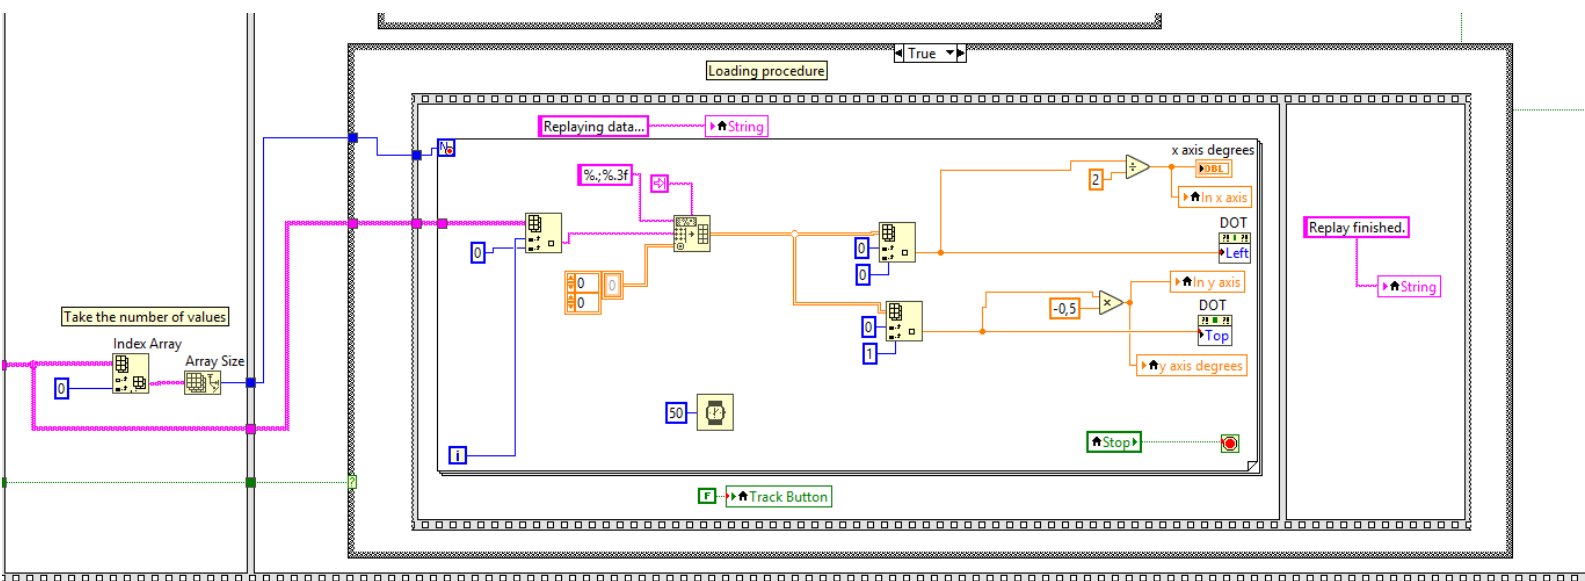 True
Loading procedure
Replaying data...
String
N
x axis degrees
%.;%.3f
2
DBL
In x axis
DOT
0
0
Left
0
Replay finished.
0
0
0
In y axis
String
-0,5
DOT
Take the number of values
0
Top
Index Array
Array Size
1
y axis degrees
0
50
Stop
i
?
F
Track Button